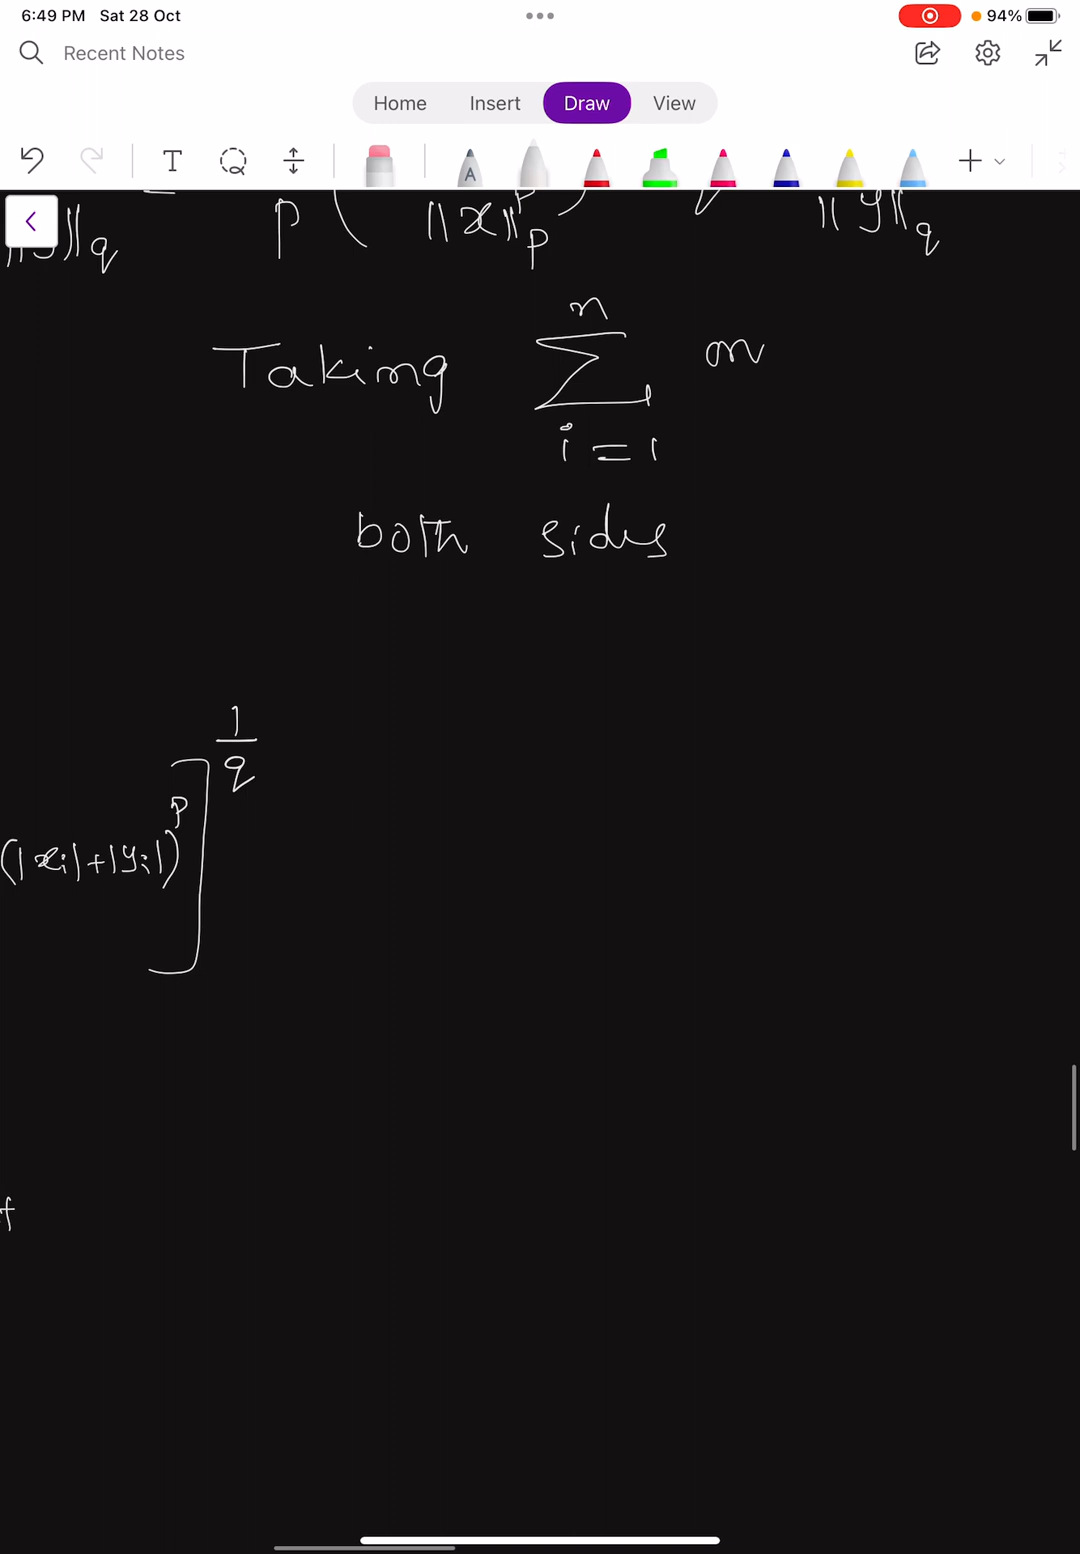 6:49 PM Sat 28 Oct 94%
Recent Notes
Home Insert Draw View
T A
‖y‖q p ( ‖x‖p^p ) q ‖y‖q
Taking n
∑ on
i = 1
both sides
1/q
(|xi| + |yi|)^p ]
f